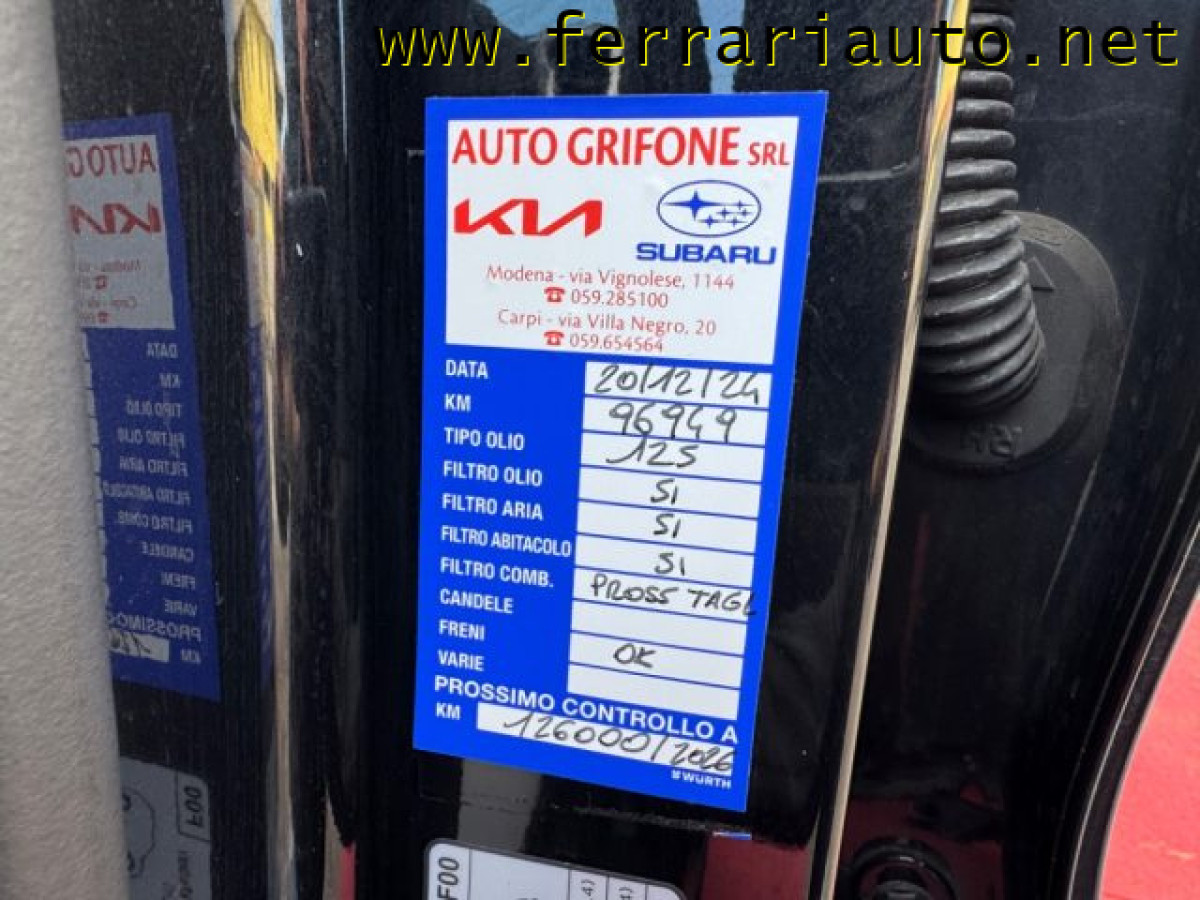 www.ferrariauto.net
AUTO GRIFONE SRL
KIA
SUBARU
Modena - via Vignolese, 1144
☎ 059.285100
Carpi - via Villa Negro, 20
☎ 059.654564
DATA 20/12/24
KM 96949
TIPO OLIO 125
FILTRO OLIO SI
FILTRO ARIA SI
FILTRO ABITACOLO SI
FILTRO COMB. PROSS TAGL
CANDELE
FRENI OK
VARIE
PROSSIMO CONTROLLO A
KM 126000/2026
WÜRTH
F00